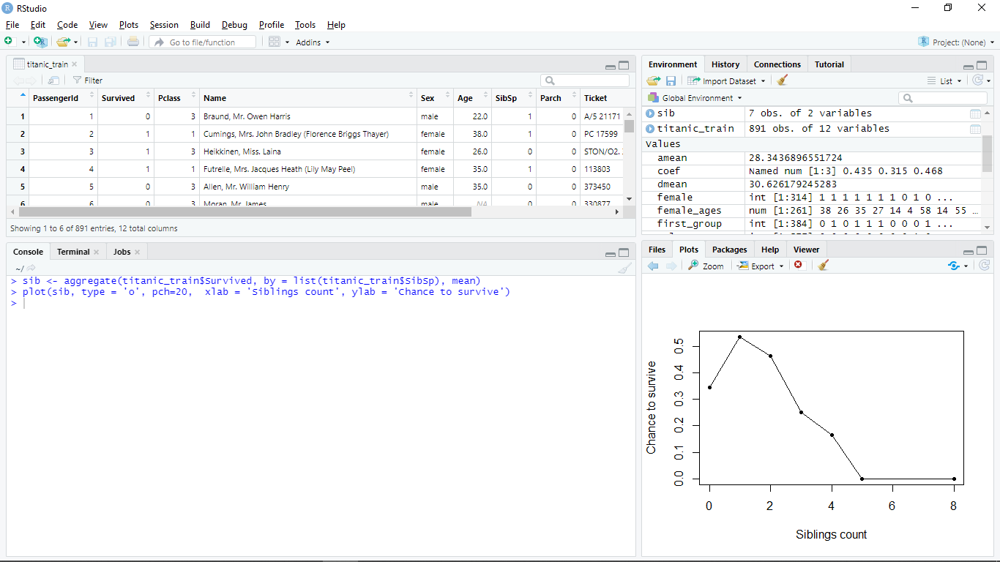 RStudio
File Edit Code View Plots Session Build Debug Profile Tools Help
Go to file/function Addins Project: (None)
titanic_train
Filter
PassengerId Survived Pclass Name Sex Age SibSp Parch Ticket
1 1 0 3 Braund, Mr. Owen Harris male 22.0 1 0 A/5 21171
2 2 1 1 Cumings, Mrs. John Bradley (Florence Briggs Thayer) female 38.0 1 0 PC 17599
3 3 1 3 Heikkinen, Miss. Laina female 26.0 0 0 STON/O2.
4 4 1 1 Futrelle, Mrs. Jacques Heath (Lily May Peel) female 35.0 1 0 113803
5 5 0 3 Allen, Mr. William Henry male 35.0 0 0 373450
6 6 0 3 Moran, Mr. James male NA 0 0 330877
Showing 1 to 6 of 891 entries, 12 total columns
Console Terminal Jobs
~/
> sib <- aggregate(titanic_train$Survived, by = list(titanic_train$SibSp), mean)
> plot(sib, type = 'o', pch=20,  xlab = 'Siblings count', ylab = 'Chance to survive')
>
Environment History Connections Tutorial
Import Dataset List
Global Environment
sib 7 obs. of 2 variables
titanic_train 891 obs. of 12 variables
Values
amean 28.3436896551724
coef Named num [1:3] 0.435 0.315 0.468
dmean 30.626179245283
female int [1:314] 1 1 1 1 1 1 1 0 1 0 ...
female_ages num [1:261] 38 26 35 27 14 4 58 14 55 ...
first_group int [1:384] 0 1 0 1 1 1 0 0 0 1 ...
Files Plots Packages Help Viewer
Zoom Export
Chance to survive
0.5
0.4
0.3
0.2
0.1
0.0
0 2 4 6 8
Siblings count